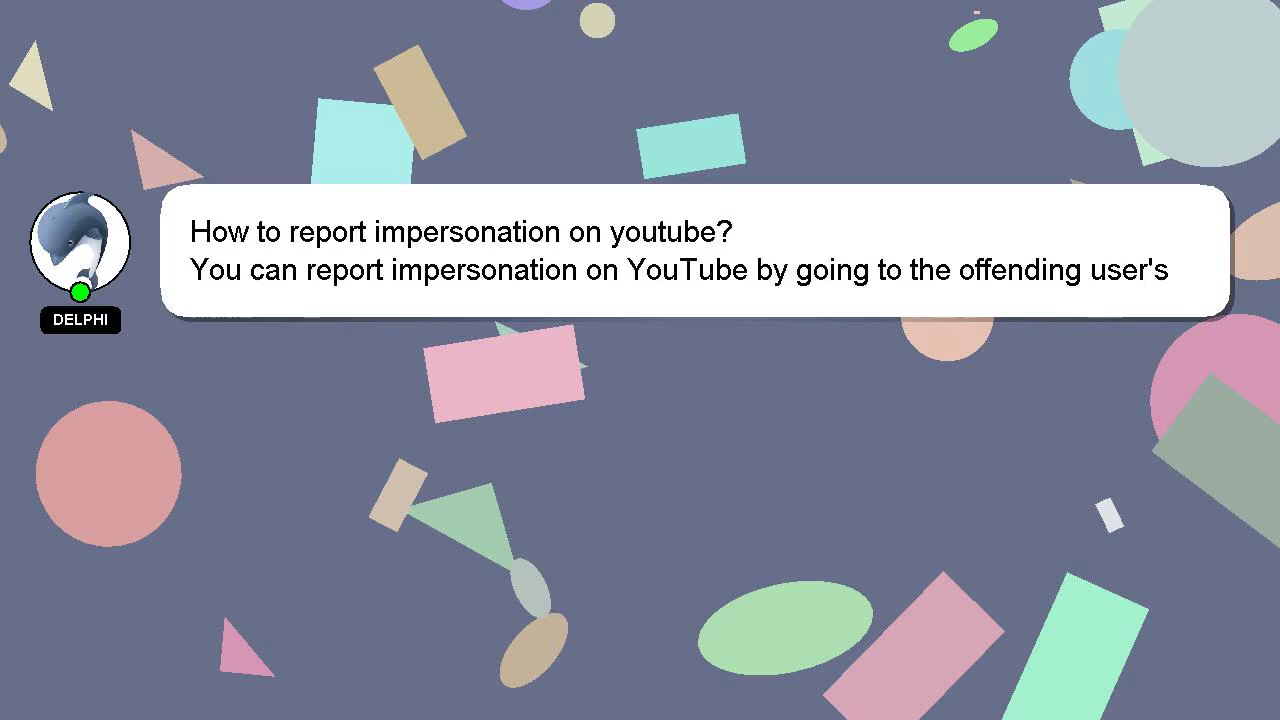 How to report impersonation on youtube?
You can report impersonation on YouTube by going to the offending user's
DELPHI